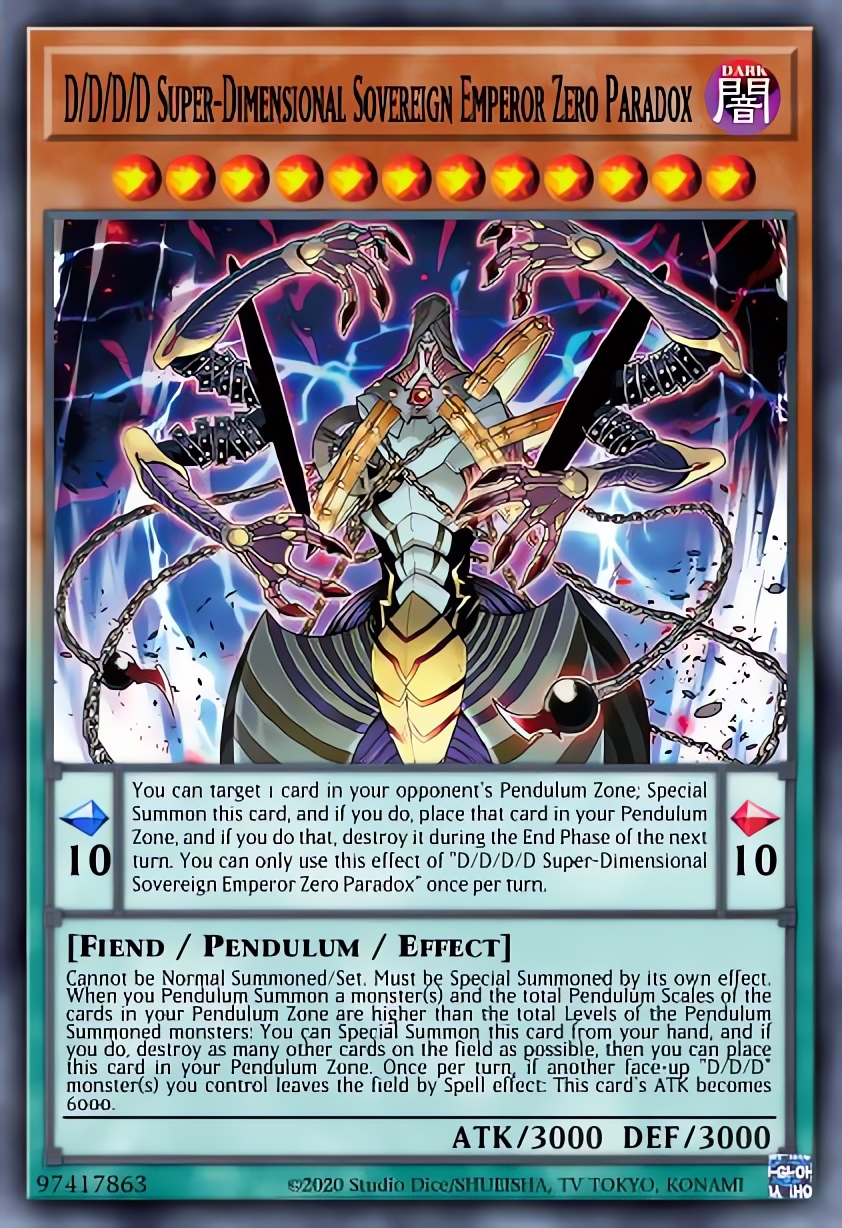 D/D/D/D Super-Dimensional Sovereign Emperor Zero Paradox
DARK
闇
You can target 1 card in your opponent's Pendulum Zone; Special
Summon this card, and if you do, place that card in your Pendulum
Zone, and if you do that, destroy it during the End Phase of the next
turn. You can only use this effect of "D/D/D/D Super-Dimensional
Sovereign Emperor Zero Paradox" once per turn.
10
10
[Fiend / Pendulum / Effect]
Cannot be Normal Summoned/Set. Must be Special Summoned by its own effect.
When you Pendulum Summon a monster(s) and the total Pendulum Scales of the
cards in your Pendulum Zone are higher than the total Levels of the Pendulum
Summoned monsters: You can Special Summon this card from your hand, and if
you do, destroy as many other cards on the field as possible, then you can place
this card in your Pendulum Zone. Once per turn, if another face-up "D/D/D"
monster(s) you control leaves the field by Spell effect: This card's ATK becomes
6000.
ATK/3000 DEF/3000
97417863
©2020 Studio Dice/SHUEISHA, TV TOKYO, KONAMI